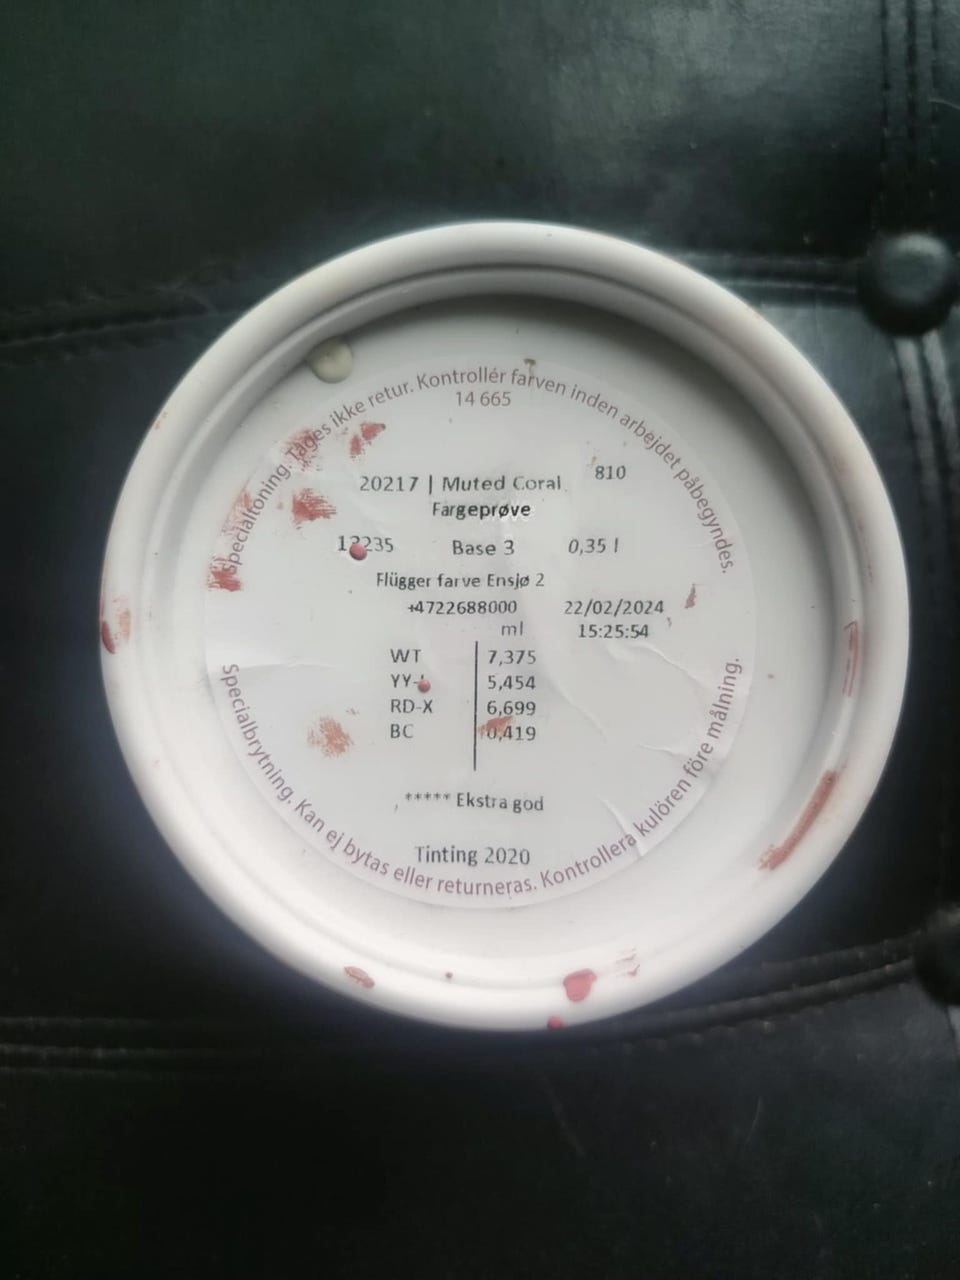 Specialtoning. Tages ikke retur. Kontrollér farven inden arbejdet påbegyndes.
14 665
20217 | Muted Coral 810
Fargeprøve
Base 3 0,35 l
Flügger farve Ensjø 2
+4722688000 22/02/2024
ml 15:25:54
WT 7,375
5,454
RD-X 6,699
BC 0,419
***** Ekstra god
Tinting 2020
Specialbrytning. Kan ej bytas eller returneras. Kontrollera kulören före målning.